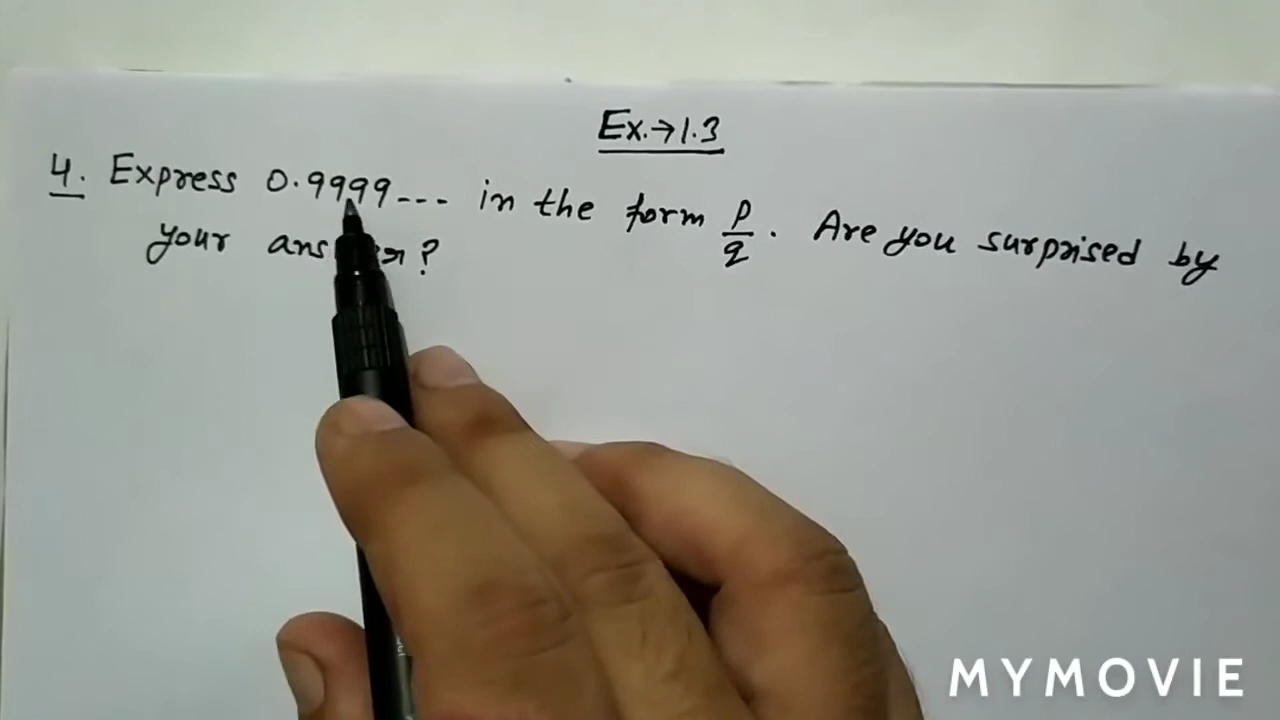 Ex.→1.3
4. Express 0.9999--- in the form p/q. Are you surprised by
your ?
MYMOVIE